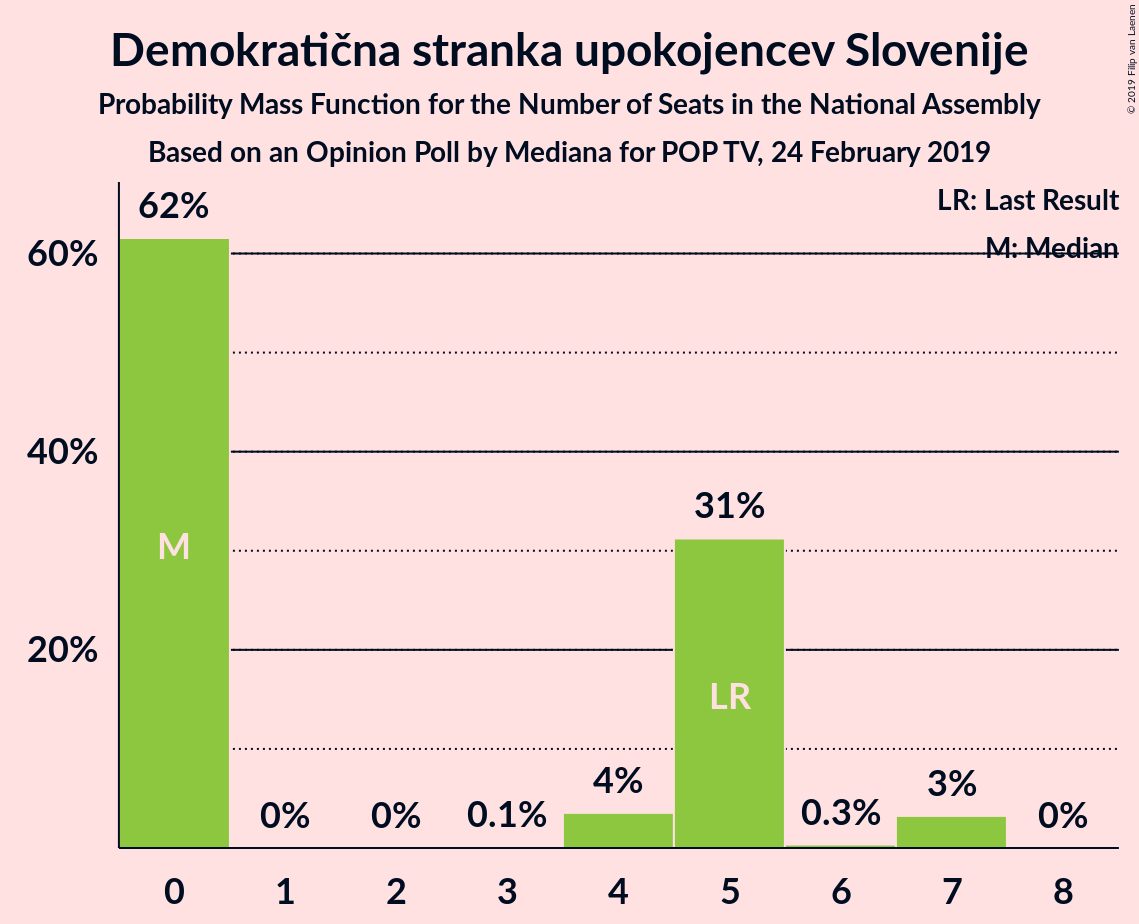 Demokratična stranka upokojencev Slovenije
Probability Mass Function for the Number of Seats in the National Assembly
Based on an Opinion Poll by Mediana for POP TV, 24 February 2019
© 2019 Filip van Laenen
LR: Last Result
M: Median
60%
40%
20%
62%
0%
0%
0.1%
4%
31%
0.3%
3%
0%
M
LR
0 1 2 3 4 5 6 7 8